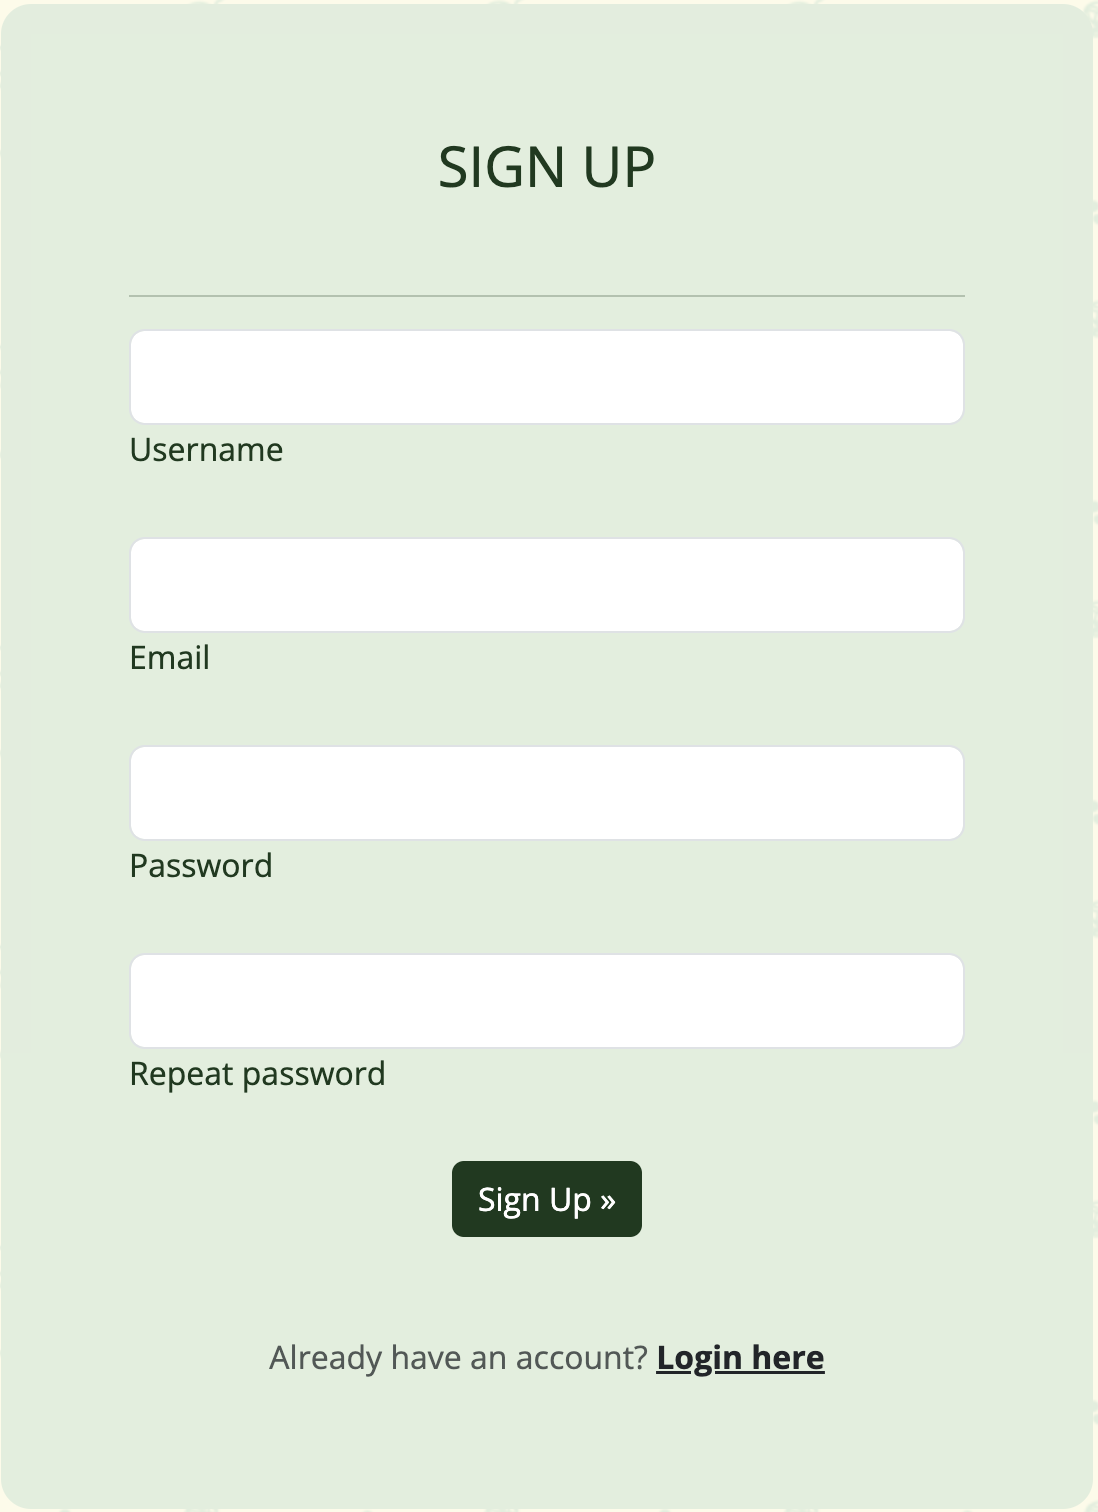 SIGN UP
Username
Email
Password
Repeat password
Sign Up »
Already have an account? Login here